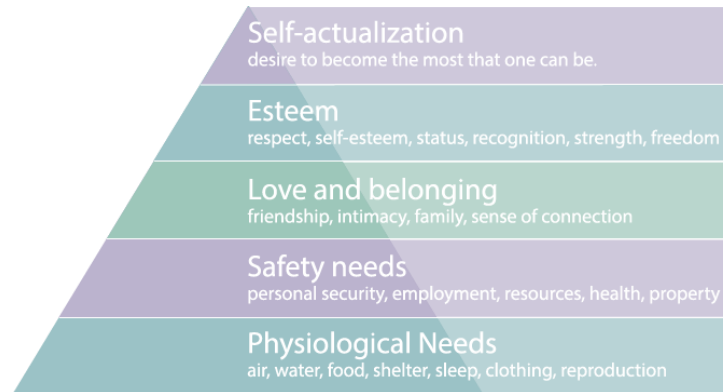 Self-actualization
desire to become the most that one can be.
Esteem
respect, self-esteem, status, recognition, strength, freedom
Love and belonging
friendship, intimacy, family, sense of connection
Safety needs
personal security, employment, resources, health, property
Physiological Needs
air, water, food, shelter, sleep, clothing, reproduction